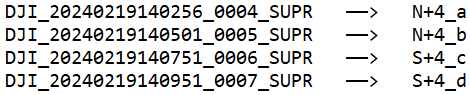 DJI_20240219140256_0004_SUPR —–> N+4_a
DJI_20240219140501_0005_SUPR —–> N+4_b
DJI_20240219140751_0006_SUPR —–> S+4_c
DJI_20240219140951_0007_SUPR —–> S+4_d